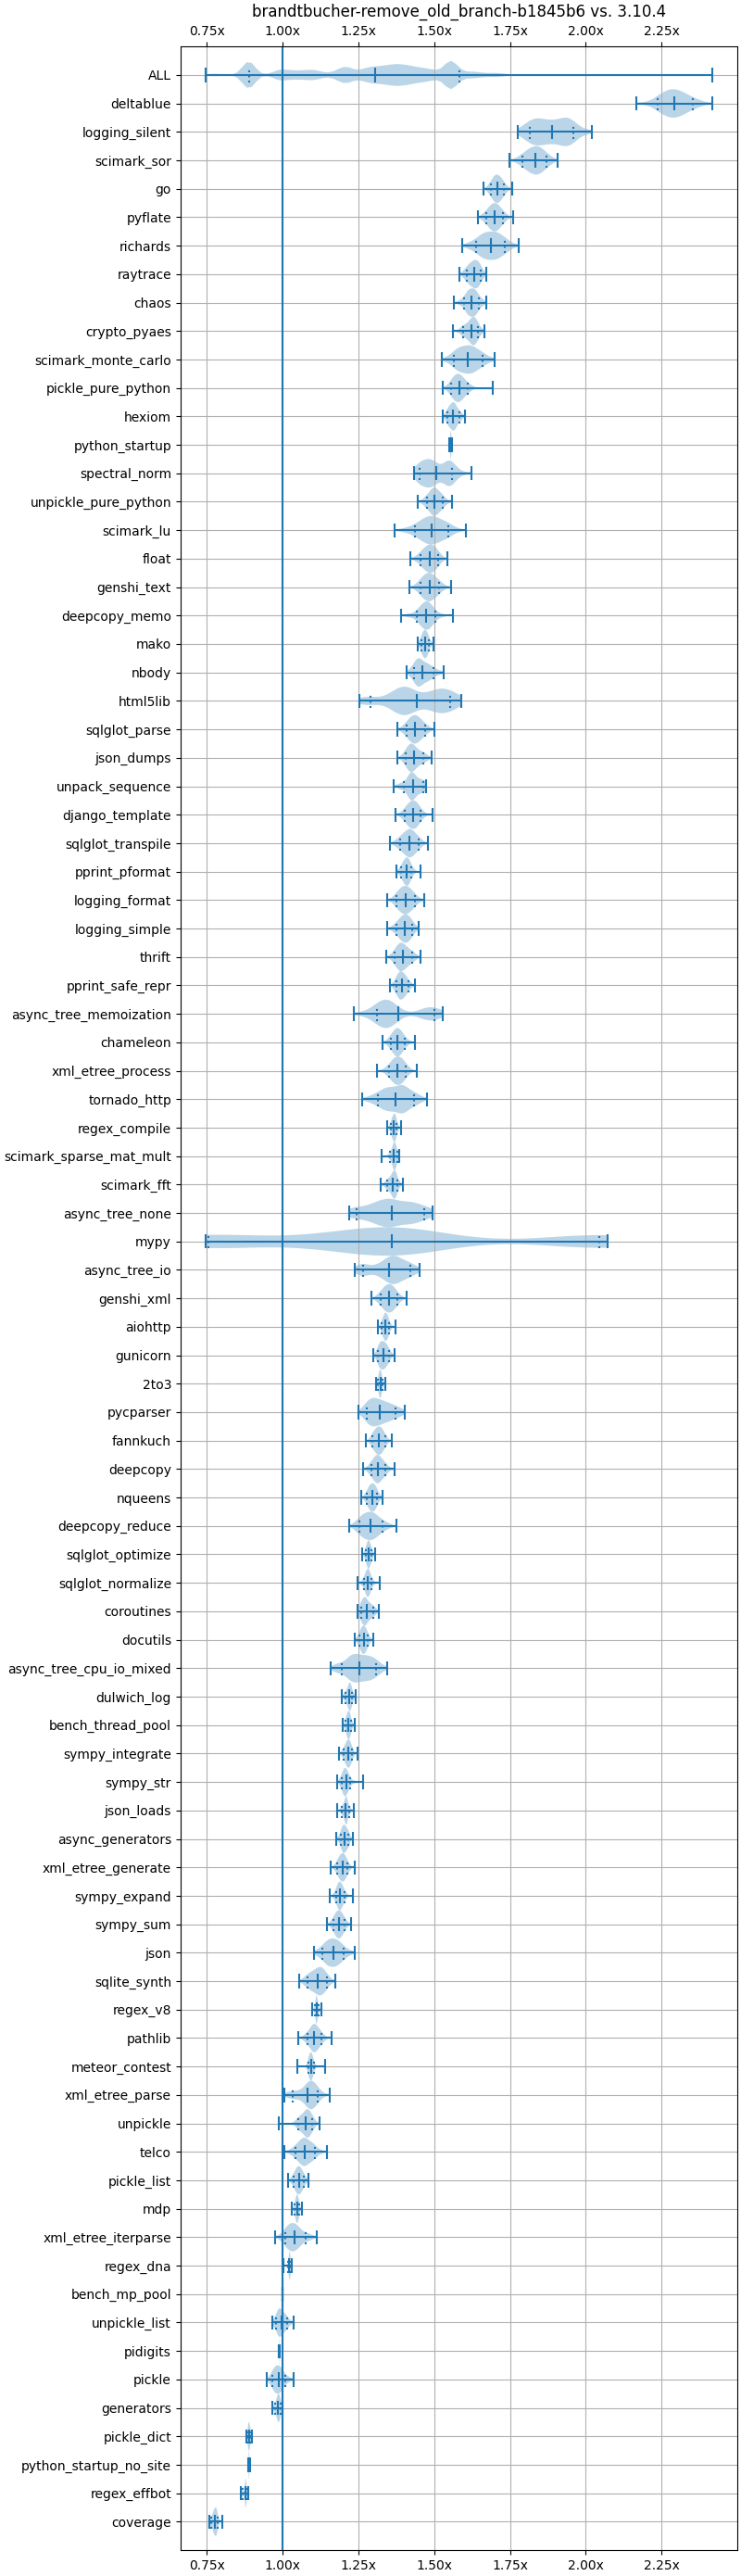 brandtbucher-remove_old_branch-b1845b6 vs. 3.10.4
0.75x 1.00x 1.25x 1.50x 1.75x 2.00x 2.25x
ALL
deltablue
logging_silent
scimark_sor
go
pyflate
richards
raytrace
chaos
crypto_pyaes
scimark_monte_carlo
pickle_pure_python
hexiom
python_startup
spectral_norm
unpickle_pure_python
scimark_lu
float
genshi_text
deepcopy_memo
mako
nbody
html5lib
sqlglot_parse
json_dumps
unpack_sequence
django_template
sqlglot_transpile
pprint_pformat
logging_format
logging_simple
thrift
pprint_safe_repr
async_tree_memoization
chameleon
xml_etree_process
tornado_http
regex_compile
scimark_sparse_mat_mult
scimark_fft
async_tree_none
mypy
async_tree_io
genshi_xml
aiohttp
gunicorn
2to3
pycparser
fannkuch
deepcopy
nqueens
deepcopy_reduce
sqlglot_optimize
sqlglot_normalize
coroutines
docutils
async_tree_cpu_io_mixed
dulwich_log
bench_thread_pool
sympy_integrate
sympy_str
json_loads
async_generators
xml_etree_generate
sympy_expand
sympy_sum
json
sqlite_synth
regex_v8
pathlib
meteor_contest
xml_etree_parse
unpickle
telco
pickle_list
mdp
xml_etree_iterparse
regex_dna
bench_mp_pool
unpickle_list
pidigits
pickle
generators
pickle_dict
python_startup_no_site
regex_effbot
coverage
0.75x 1.00x 1.25x 1.50x 1.75x 2.00x 2.25x